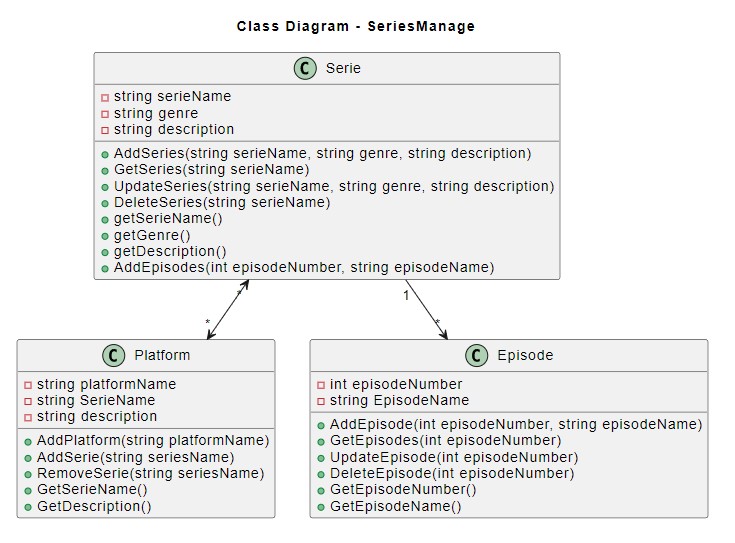 Class Diagram - SeriesManage
C Serie
string serieName
string genre
string description
AddSeries(string serieName, string genre, string description)
GetSeries(string serieName)
UpdateSeries(string serieName, string genre, string description)
DeleteSeries(string serieName)
getSerieName()
getGenre()
getDescription()
AddEpisodes(int episodeNumber, string episodeName)
* 1
* *
C Platform
string platformName
string SerieName
string description
AddPlatform(string platformName)
AddSerie(string seriesName)
RemoveSerie(string seriesName)
GetSerieName()
GetDescription()
C Episode
int episodeNumber
string EpisodeName
AddEpisode(int episodeNumber, string episodeName)
GetEpisodes(int episodeNumber)
UpdateEpisode(int episodeNumber)
DeleteEpisode(int episodeNumber)
GetEpisodeNumber()
GetEpisodeName()